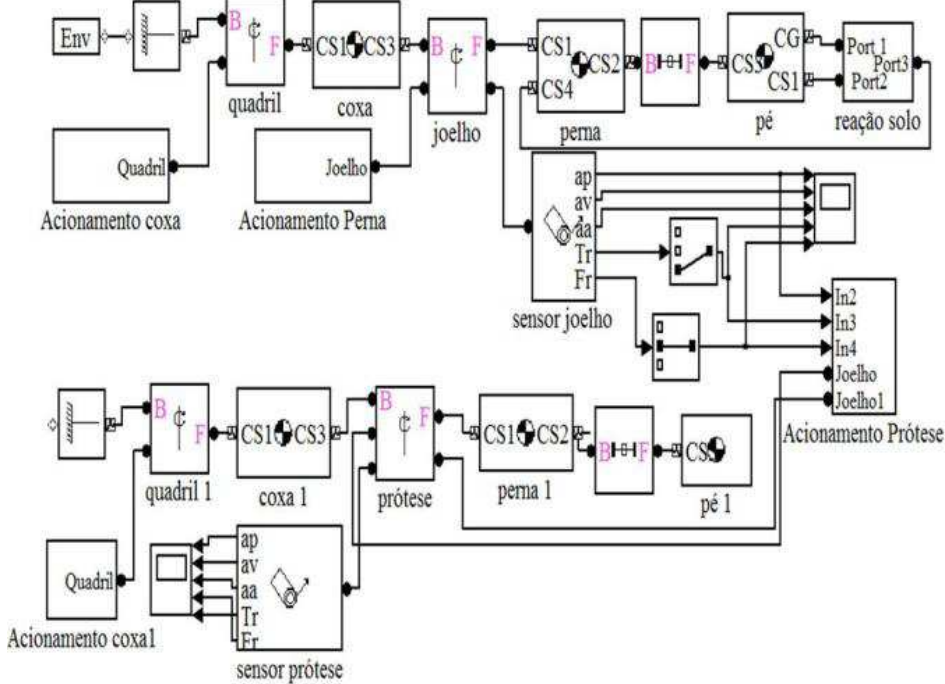 Env
B
F
quadril
CS1 CS3
coxa
B
F
joelho
CS1
CS2
CS4
perna
B F
CS3
CG
CS1
pé
Port 1
Port3
Port2
reação solo
Quadril
Acionamento coxa
Joelho
Acionamento Perna
ap
av
aa
Tr
Fr
sensor joelho
In2
In3
In4
Joelho
Joelho1
Acionamento Prótese
B
F
quadril 1
CS1 CS3
coxa 1
B
F
prótese
CS1 CS2
perna 1
B F
pé 1
Quadril
Acionamento coxa1
ap
av
aa
Tr
Fr
sensor prótese